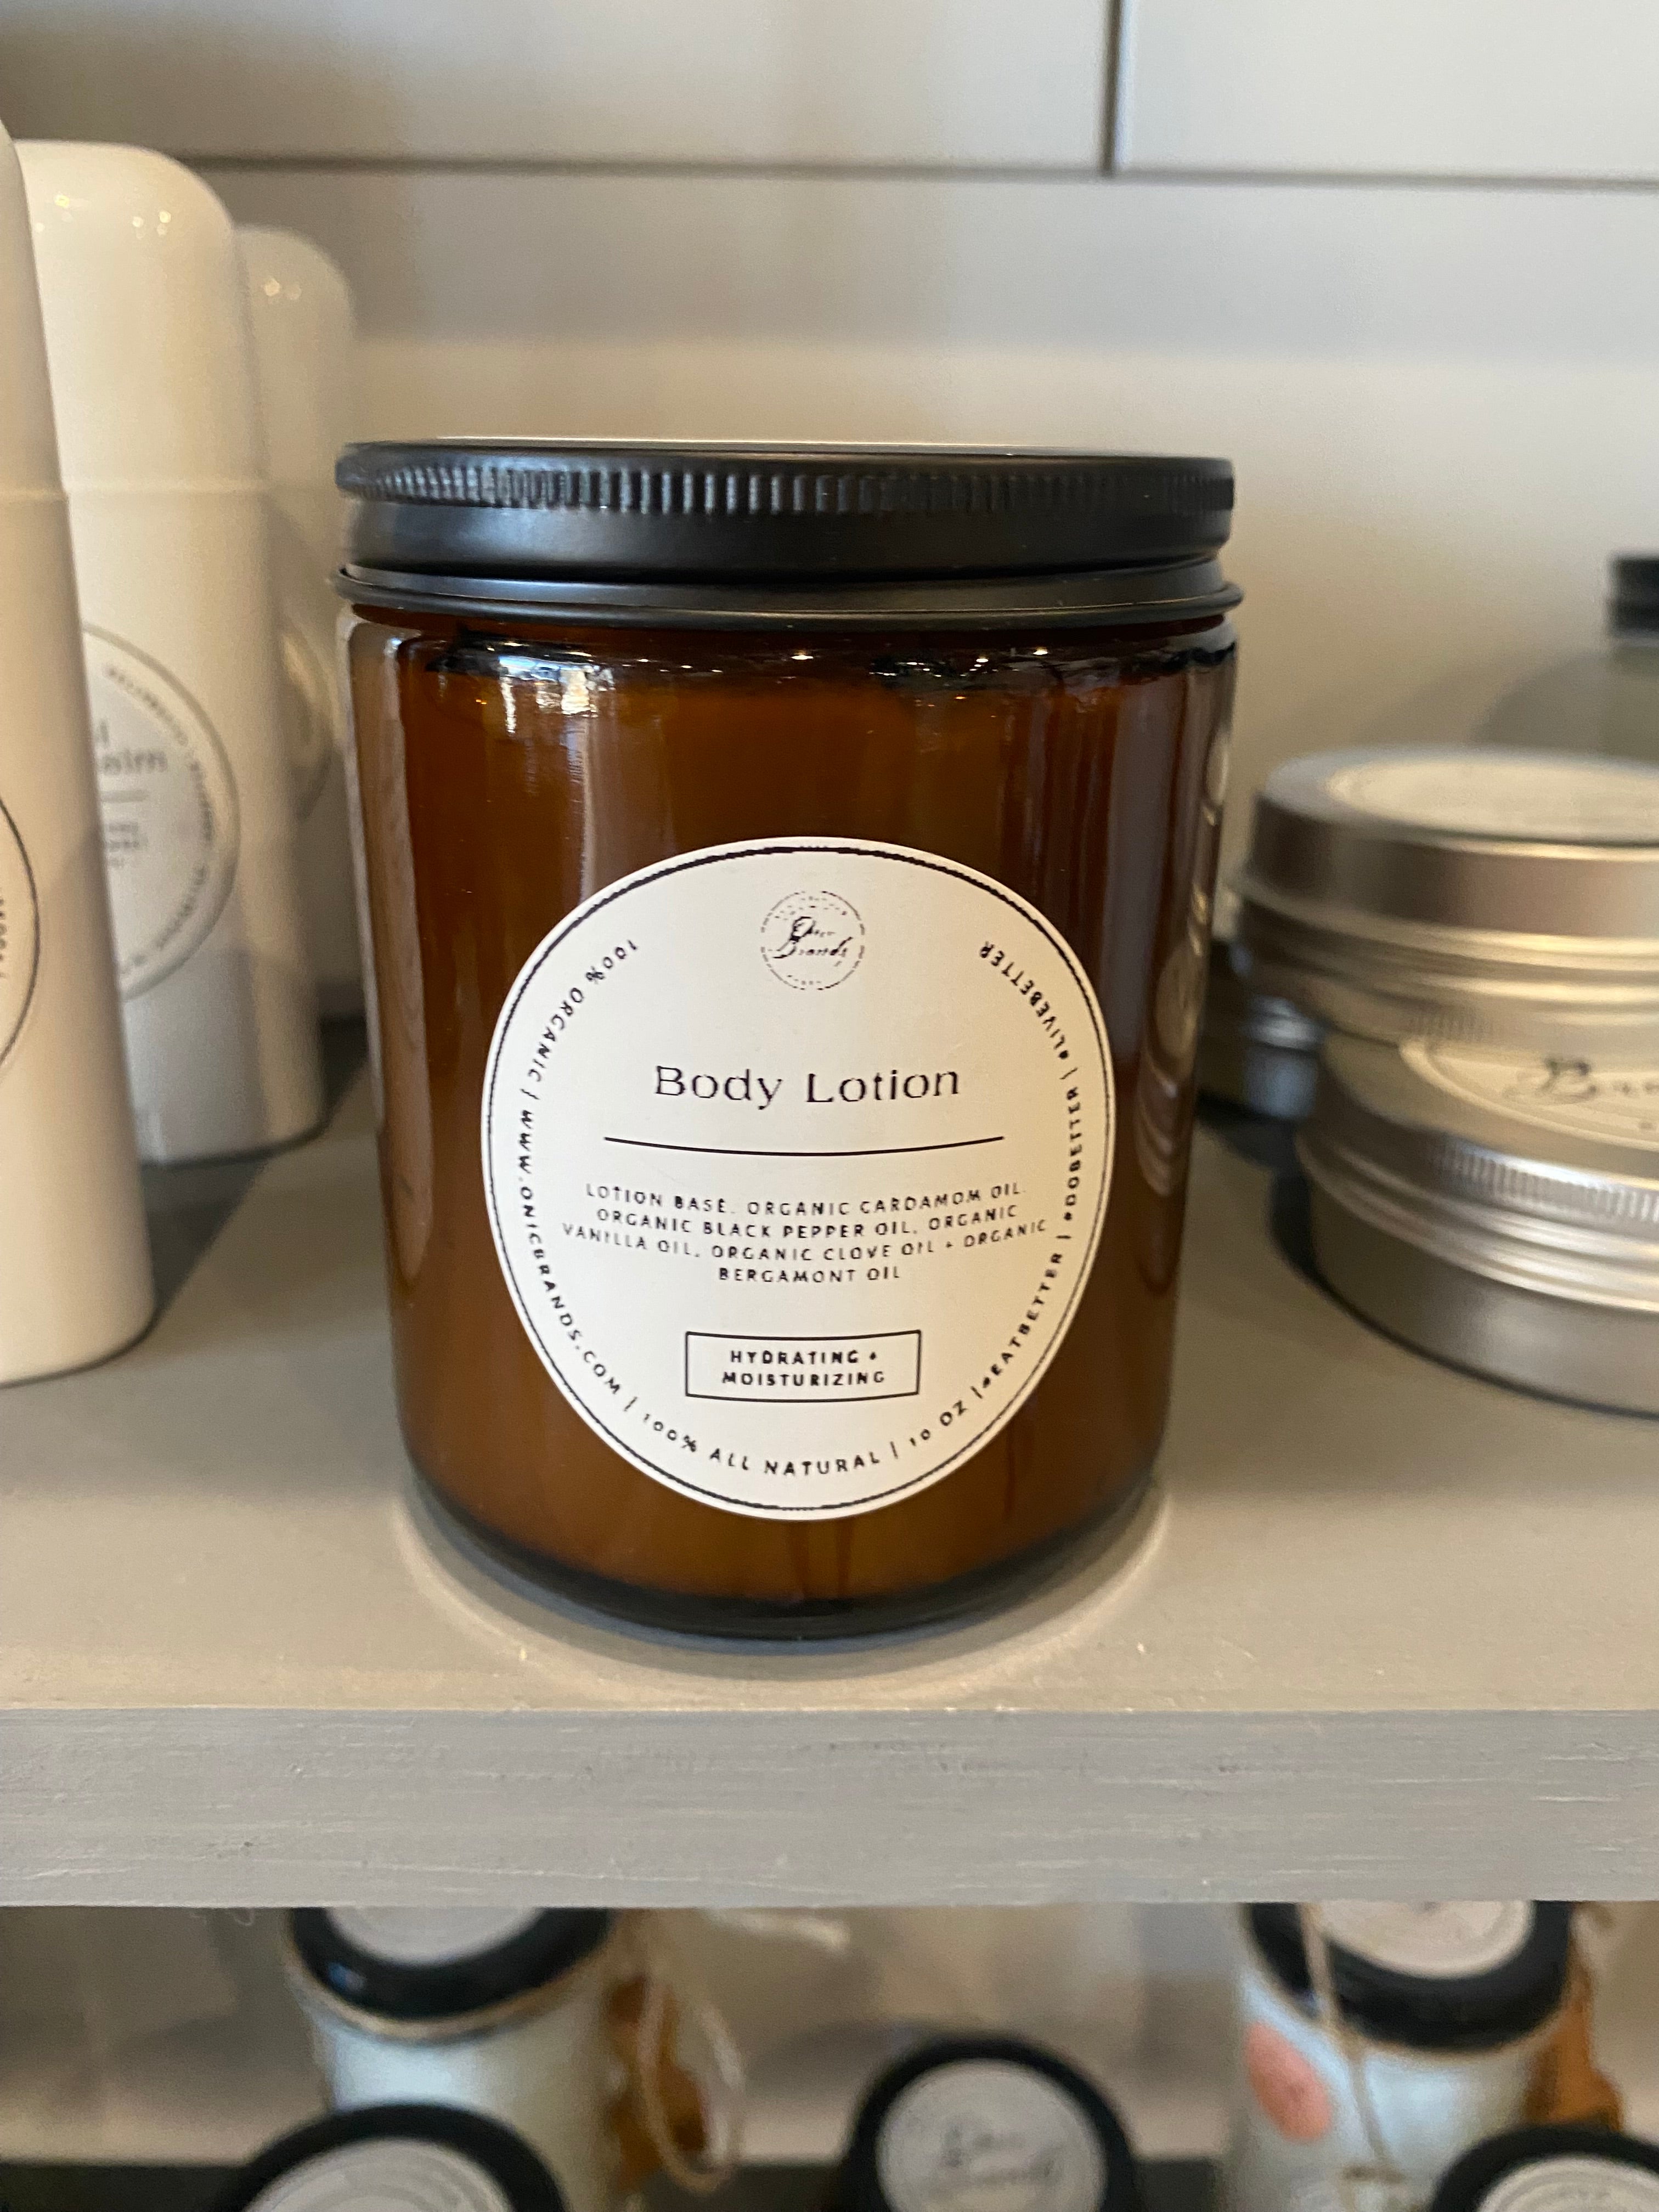 Brands
Body Lotion
LOTION BASE. ORGANIC CARDAMOM OIL.
ORGANIC BLACK PEPPER OIL, ORGANIC
VANILLA OIL, ORGANIC CLOVE OIL + ORGANIC
BERGAMONT OIL
HYDRATING +
MOISTURIZING
100% ORGANIC | WWW.ONICBRANDS.COM | 100% ALL NATURAL | 10 OZ | #EATBETTER | #DOBETTER | #LIVEBETTER